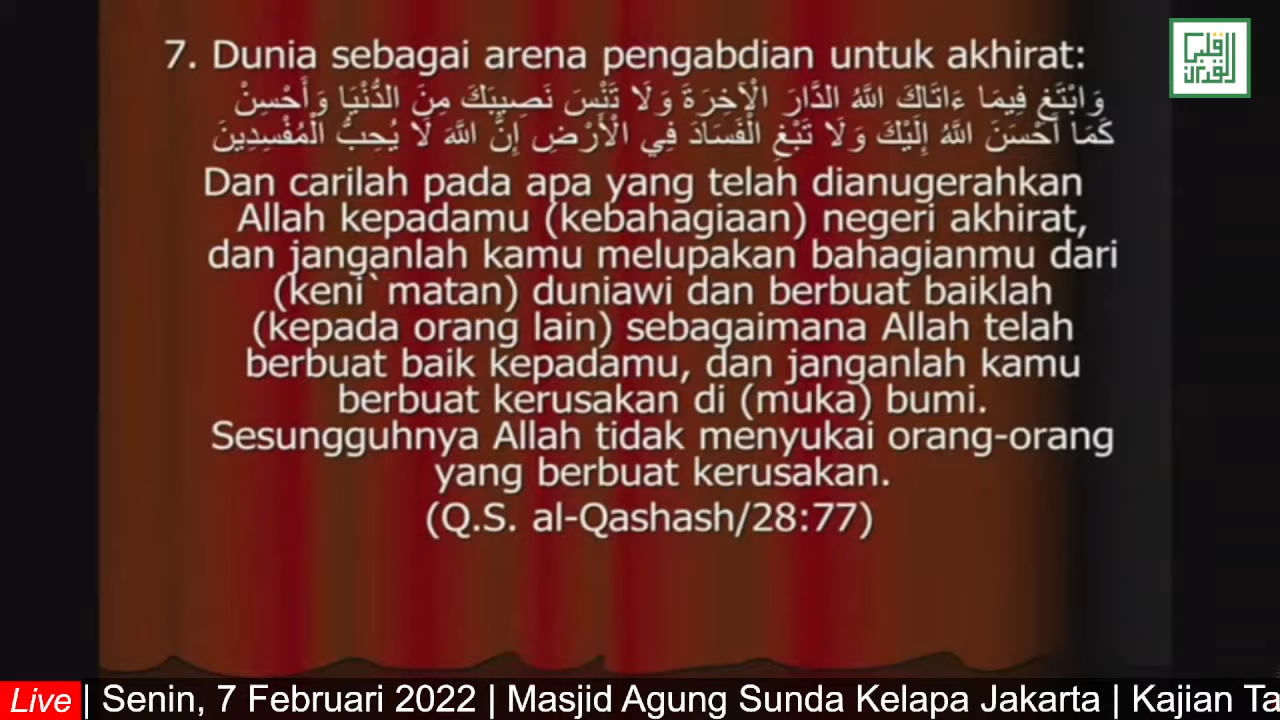 7. Dunia sebagai arena pengabdian untuk akhirat:
وَابْتَغِ فِيمَا ءَاتَاكَ اللَّهُ الدَّارَ الْآخِرَةَ وَلَا تَنْسَ نَصِيبَكَ مِنَ الدُّنْيَا وَأَحْسِنْ
كَمَا أَحْسَنَ اللَّهُ إِلَيْكَ وَلَا تَبْغِ الْفَسَادَ فِي الْأَرْضِ إِنَّ اللَّهَ لَا يُحِبُّ الْمُفْسِدِينَ
Dan carilah pada apa yang telah dianugerahkan
Allah kepadamu (kebahagiaan) negeri akhirat,
dan janganlah kamu melupakan bahagianmu dari
(keni`matan) duniawi dan berbuat baiklah
(kepada orang lain) sebagaimana Allah telah
berbuat baik kepadamu, dan janganlah kamu
berbuat kerusakan di (muka) bumi.
Sesungguhnya Allah tidak menyukai orang-orang
yang berbuat kerusakan.
(Q.S. al-Qashash/28:77)
Live | Senin, 7 Februari 2022 | Masjid Agung Sunda Kelapa Jakarta | Kajian Ta